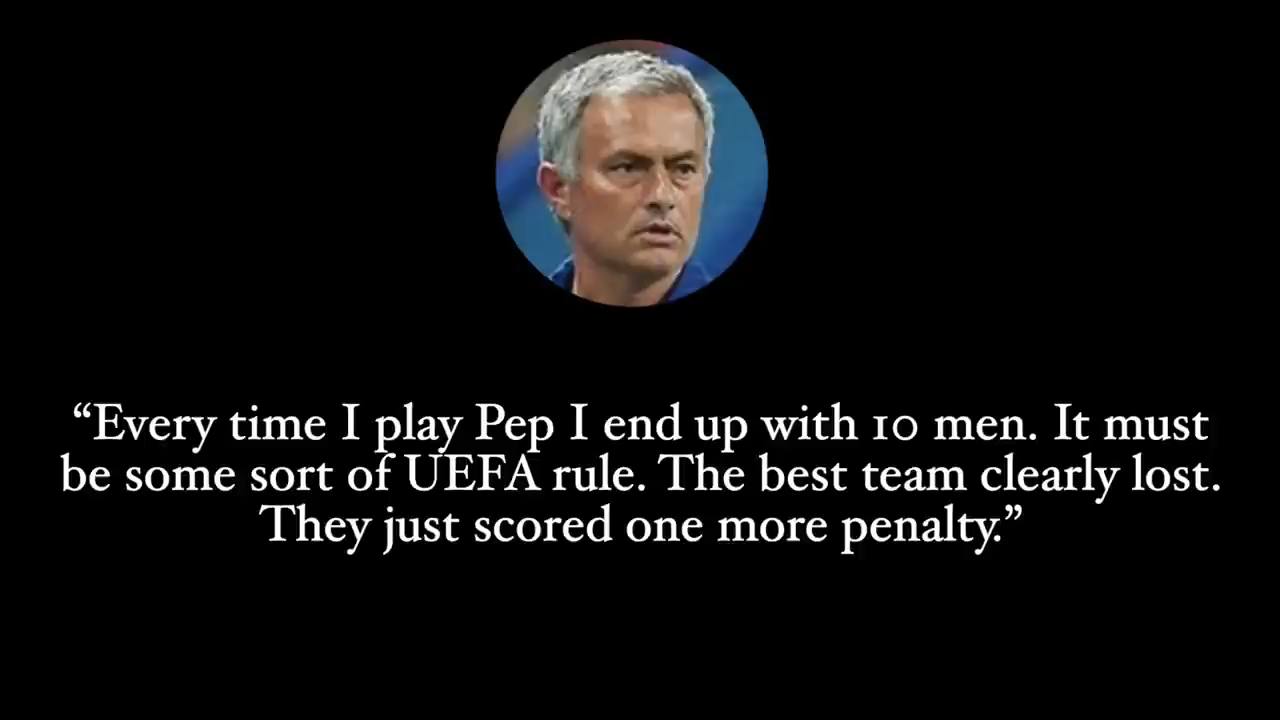 “Every time I play Pep I end up with 10 men. It must
be some sort of UEFA rule. The best team clearly lost.
They just scored one more penalty.”